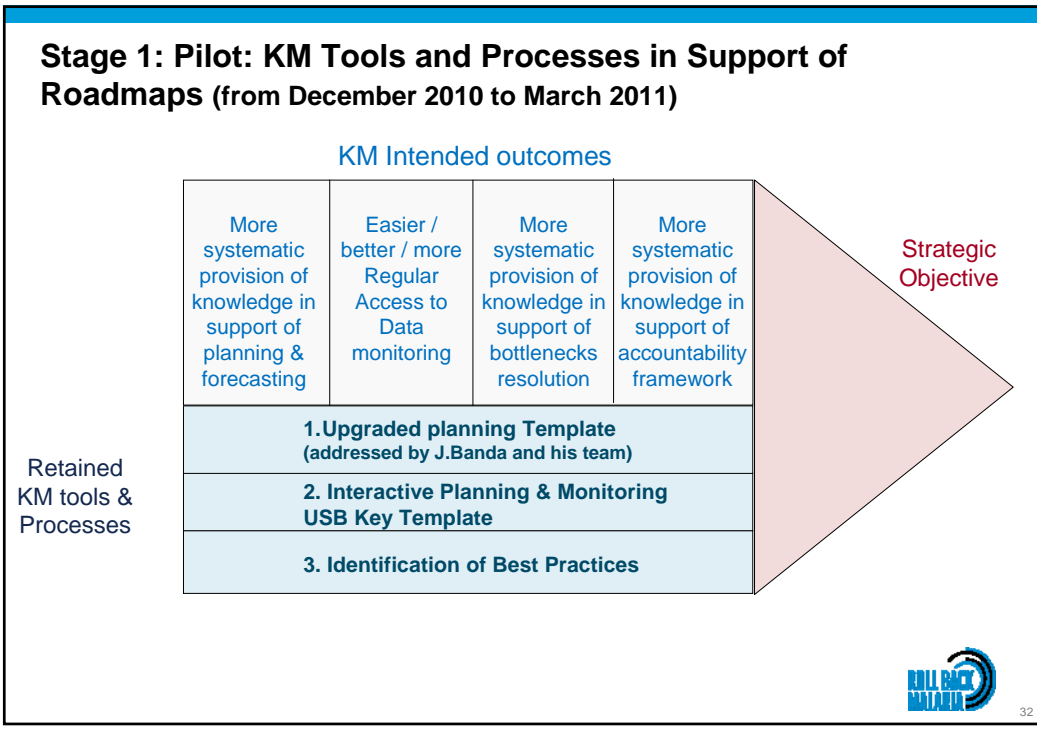 Stage 1: Pilot: KM Tools and Processes in Support of
Roadmaps (from December 2010 to March 2011)
KM Intended outcomes
More
systematic
provision of
knowledge in
support of
planning &
forecasting
Easier /
better / more
Regular
Access to
Data
monitoring
More
systematic
provision of
knowledge in
support of
bottlenecks
resolution
More
systematic
provision of
knowledge in
support of
accountability
framework
Strategic
Objective
Retained
KM tools &
Processes
1.Upgraded planning Template
(addressed by J.Banda and his team)
2. Interactive Planning & Monitoring
USB Key Template
3. Identification of Best Practices
ROLL BACK
MALARIA
32